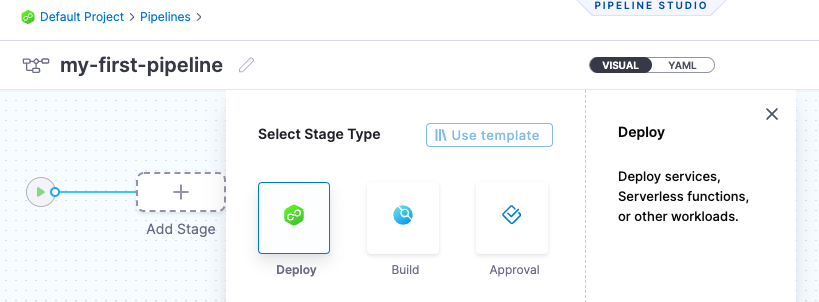 PIPELINE STUDIO
Default Project > Pipelines >
my-first-pipeline
VISUAL YAML
Select Stage Type
Use template
Deploy
Deploy services,
Serverless functions,
or other workloads.
Add Stage
Deploy
Build
Approval